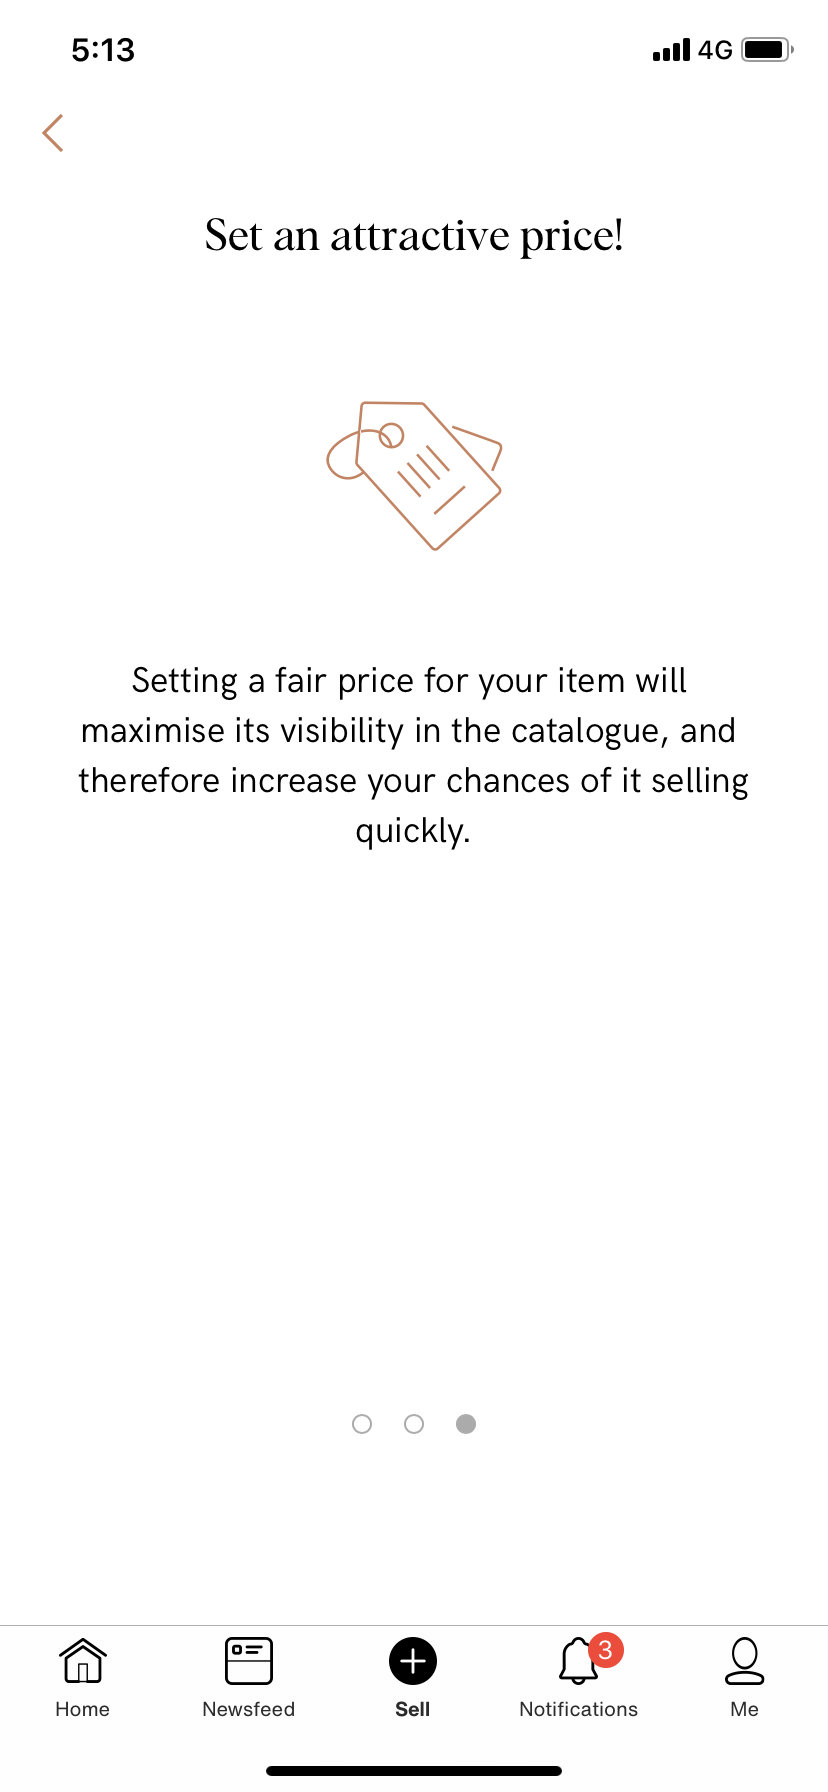 5:13
4G
Set an attractive price!
Setting a fair price for your item will
maximise its visibility in the catalogue, and
therefore increase your chances of it selling
quickly.
3
Home
Newsfeed
Sell
Notifications
Me